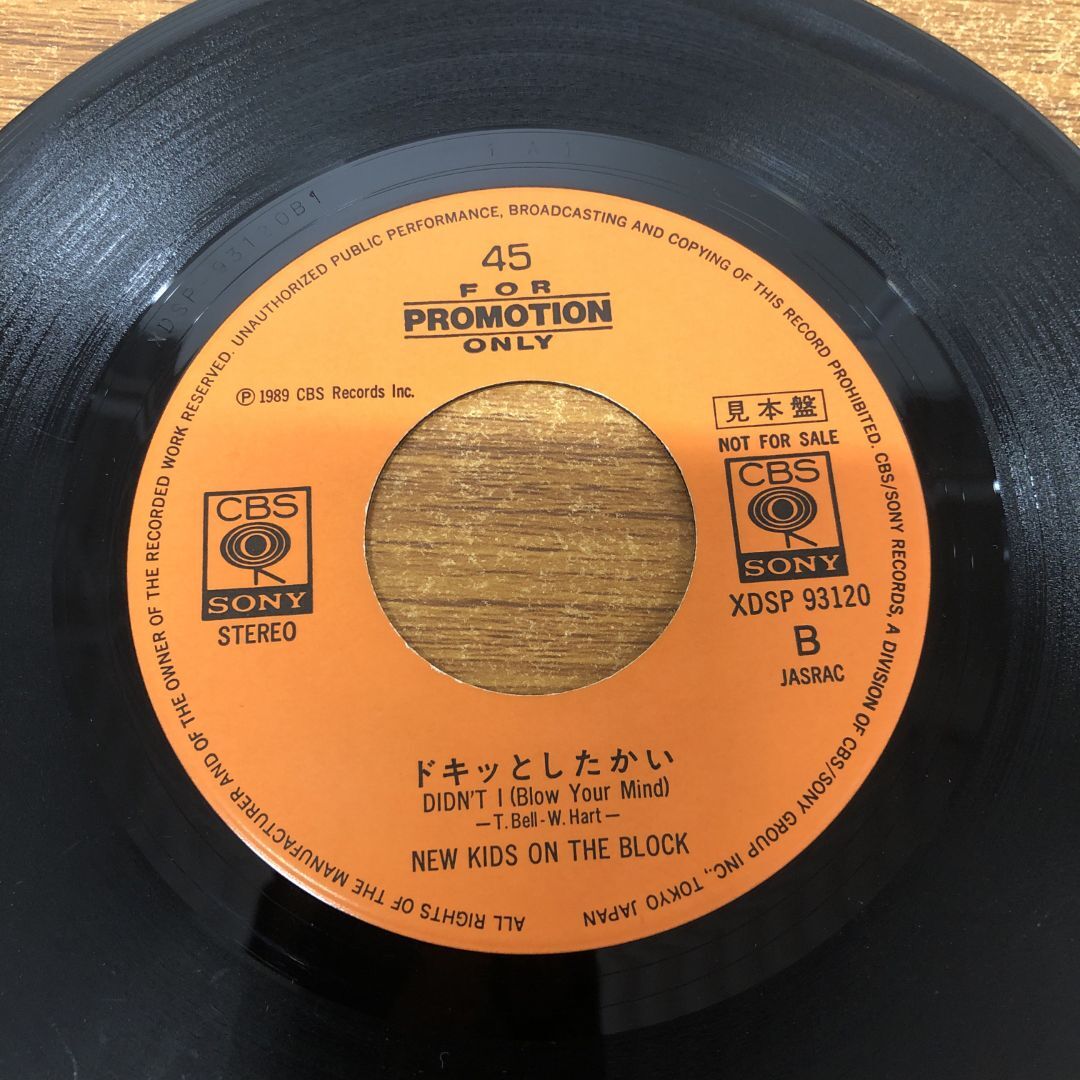 1 A 1
XDSP-93120B1
ALL RIGHTS OF THE MANUFACTURER AND OF THE OWNER OF THE RECORDED WORK RESERVED. UNAUTHORIZED PUBLIC PERFORMANCE, BROADCASTING AND COPYING OF THIS RECORD PROHIBITED. CBS/SONY RECORDS, A DIVISION OF CBS/SONY GROUP INC., TOKYO JAPAN
45
FOR
PROMOTION
ONLY
Ⓟ 1989 CBS Records Inc.
見本盤
NOT FOR SALE
CBS
SONY
STEREO
CBS
SONY
XDSP 93120
B
JASRAC
ドキッとしたかい
DIDN'T I (Blow Your Mind)
—T. Bell - W. Hart—
NEW KIDS ON THE BLOCK